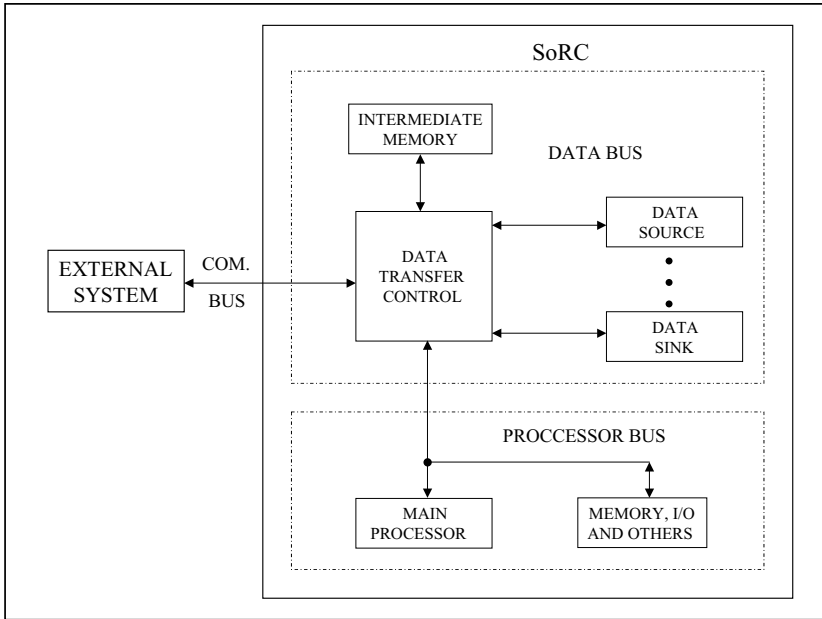 SoRC
INTERMEDIATE
MEMORY
DATA BUS
DATA
SOURCE
DATA
TRANSFER
CONTROL
EXTERNAL
SYSTEM
COM.
BUS
DATA
SINK
PROCCESSOR BUS
MAIN
PROCESSOR
MEMORY, I/O
AND OTHERS